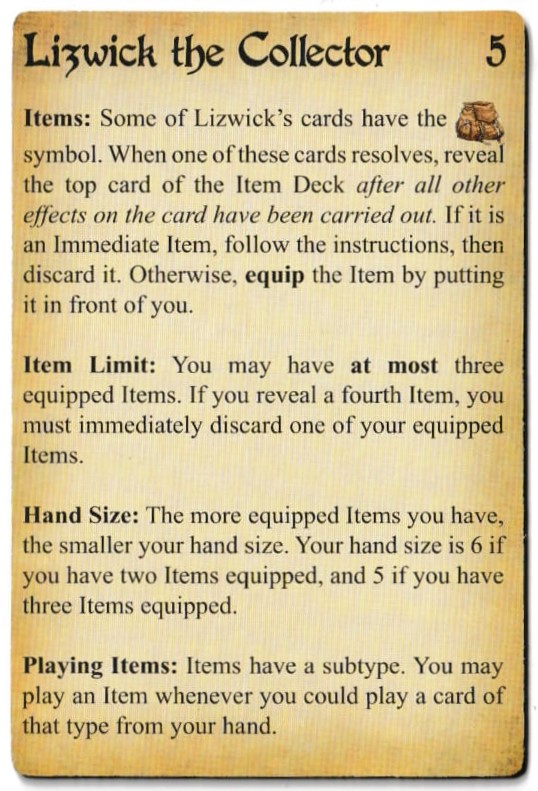 Lizwick the Collector 5
Items: Some of Lizwick's cards have the
symbol. When one of these cards resolves, reveal
the top card of the Item Deck after all other
effects on the card have been carried out. If it is
an Immediate Item, follow the instructions, then
discard it. Otherwise, equip the Item by putting
it in front of you.
Item Limit: You may have at most three
equipped Items. If you reveal a fourth Item, you
must immediately discard one of your equipped
Items.
Hand Size: The more equipped Items you have,
the smaller your hand size. Your hand size is 6 if
you have two Items equipped, and 5 if you have
three Items equipped.
Playing Items: Items have a subtype. You may
play an Item whenever you could play a card of
that type from your hand.